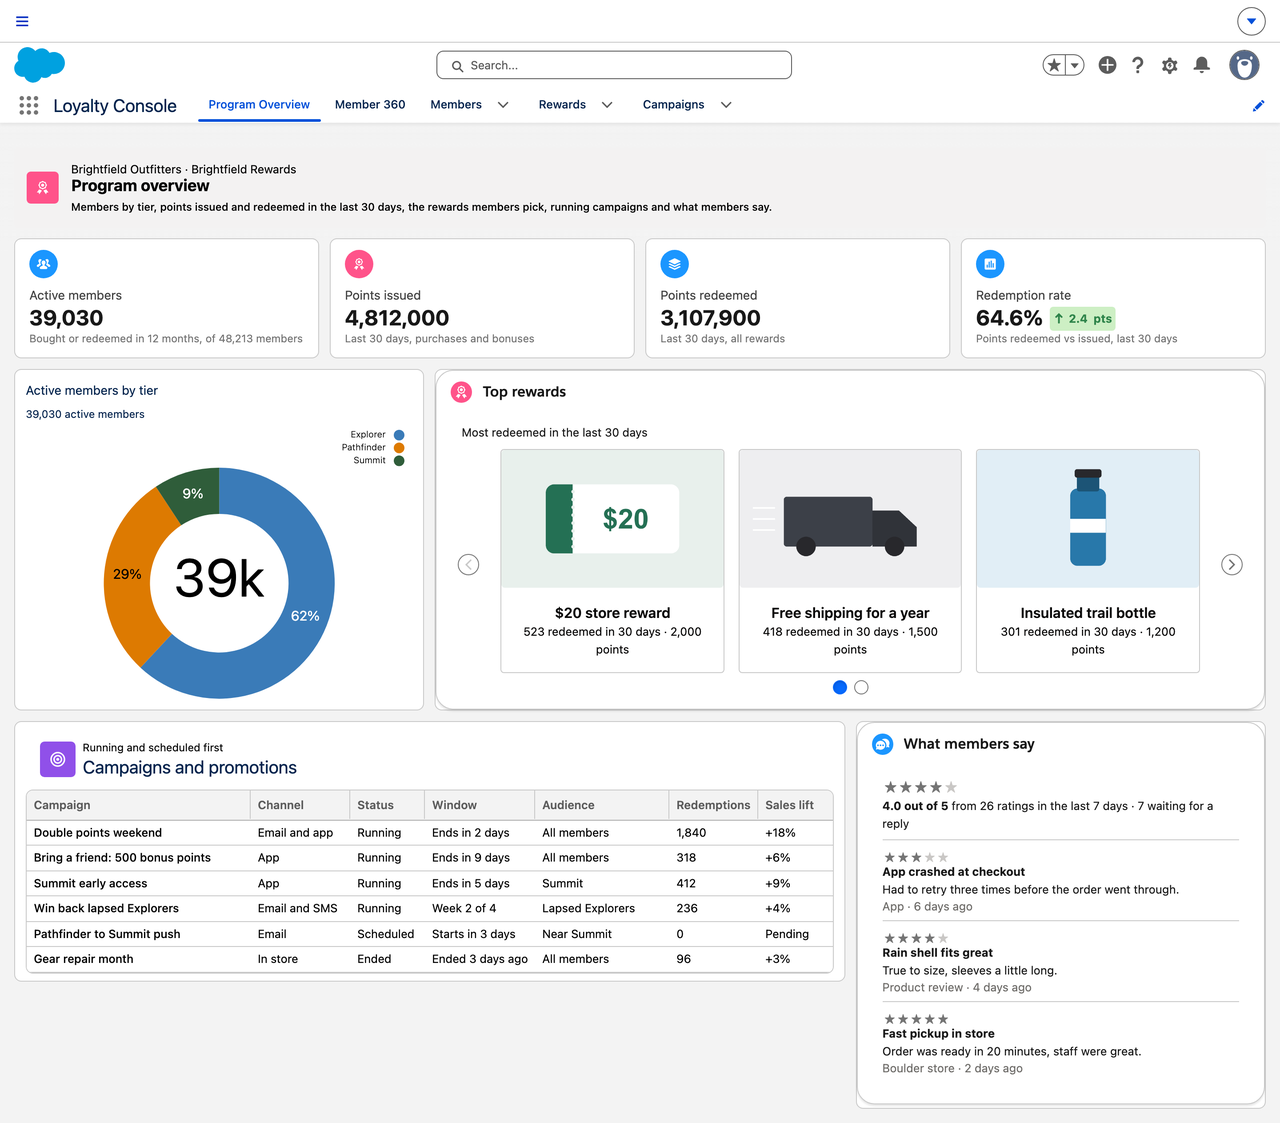 Search...
Loyalty Console
Program Overview
Member 360
Members
Rewards
Campaigns
Brightfield Outfitters · Brightfield Rewards
Program overview
Members by tier, points issued and redeemed in the last 30 days, the rewards members pick, running campaigns and what members say.
Active members
39,030
Bought or redeemed in 12 months, of 48,213 members
Points issued
4,812,000
Last 30 days, purchases and bonuses
Points redeemed
3,107,900
Last 30 days, all rewards
Redemption rate
64.6% ↑ 2.4 pts
Points redeemed vs issued, last 30 days
Active members by tier
39,030 active members
Explorer
Pathfinder
Summit
9%
29%
39k
62%
Top rewards
Most redeemed in the last 30 days
$20
$20 store reward
523 redeemed in 30 days · 2,000
points
Free shipping for a year
418 redeemed in 30 days · 1,500
points
Insulated trail bottle
301 redeemed in 30 days · 1,200
points
Running and scheduled first
Campaigns and promotions
Campaign Channel Status Window Audience Redemptions Sales lift
Double points weekend Email and app Running Ends in 2 days All members 1,840 +18%
Bring a friend: 500 bonus points App Running Ends in 9 days All members 318 +6%
Summit early access App Running Ends in 5 days Summit 412 +9%
Win back lapsed Explorers Email and SMS Running Week 2 of 4 Lapsed Explorers 236 +4%
Pathfinder to Summit push Email Scheduled Starts in 3 days Near Summit 0 Pending
Gear repair month In store Ended Ended 3 days ago All members 96 +3%
What members say
4.0 out of 5 from 26 ratings in the last 7 days · 7 waiting for a
reply
App crashed at checkout
Had to retry three times before the order went through.
App · 6 days ago
Rain shell fits great
True to size, sleeves a little long.
Product review · 4 days ago
Fast pickup in store
Order was ready in 20 minutes, staff were great.
Boulder store · 2 days ago